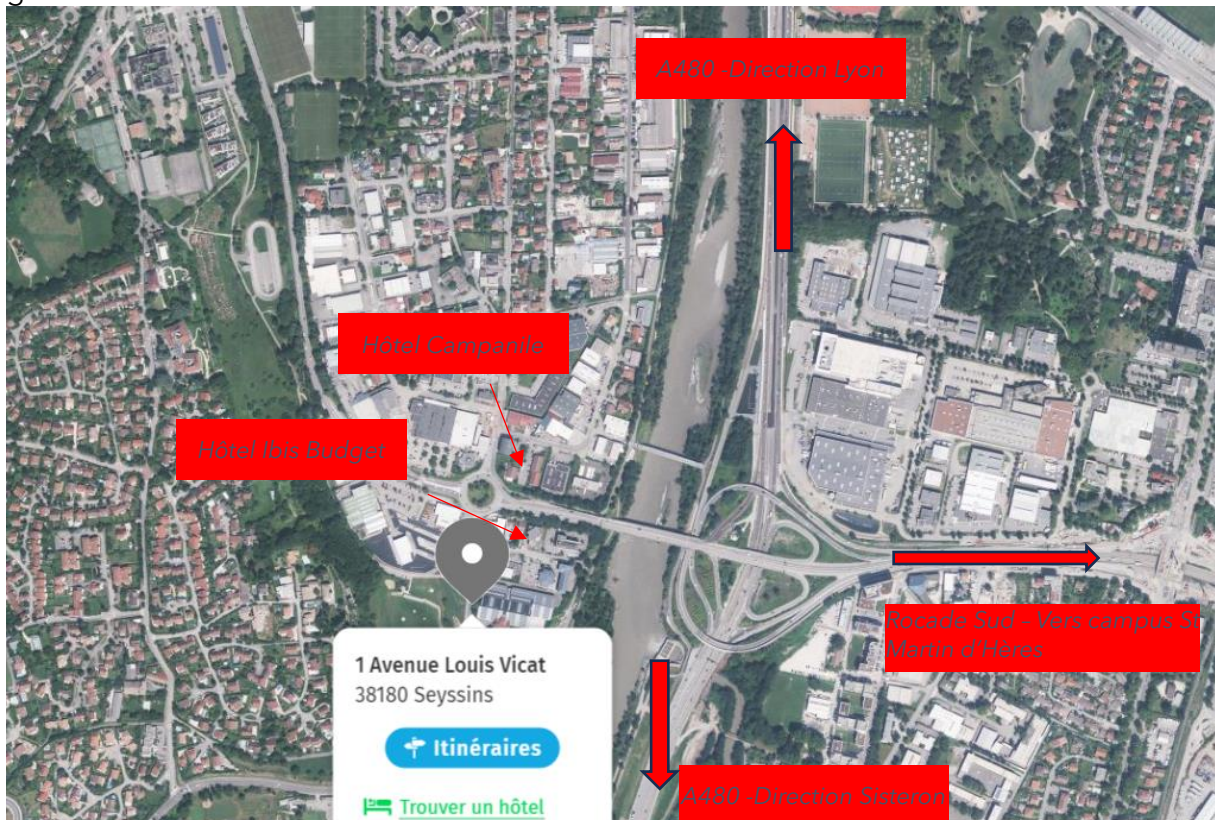 A480 -Direction Lyon
Hôtel Campanile
Hôtel Ibis Budget
Rocade Sud – Vers campus St
Martin d'Hères
1 Avenue Louis Vicat
38180 Seyssins
Itinéraires
Trouver un hôtel
A480 -Direction Sisteron